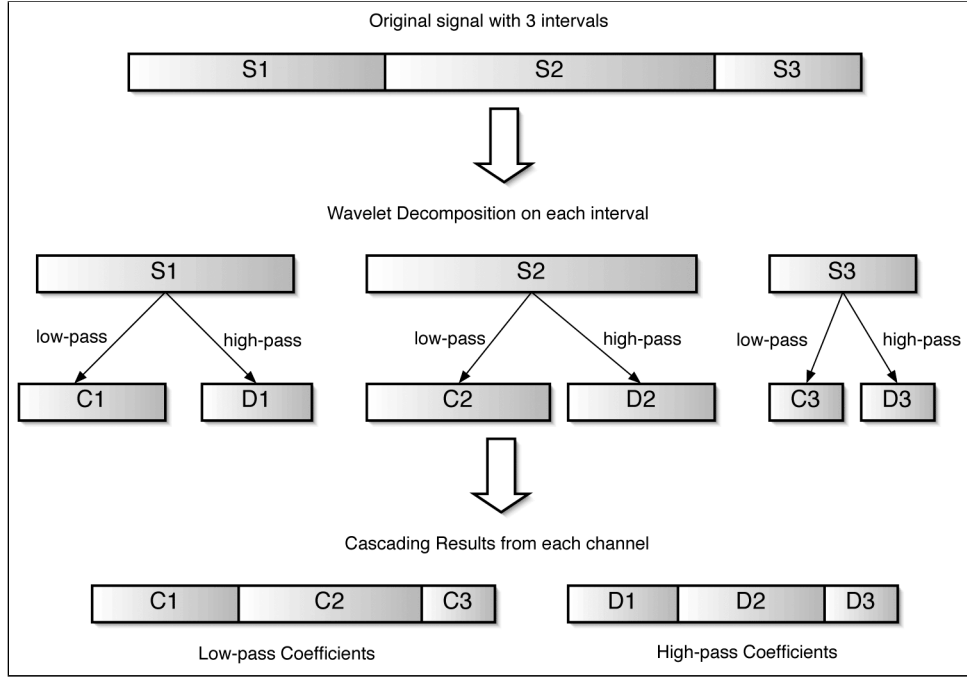 Original signal with 3 intervals
S1 S2 S3
Wavelet Decomposition on each interval
S1 S2 S3
low-pass high-pass low-pass high-pass low-pass high-pass
C1 D1 C2 D2 C3 D3
Cascading Results from each channel
C1 C2 C3 D1 D2 D3
Low-pass Coefficients High-pass Coefficients